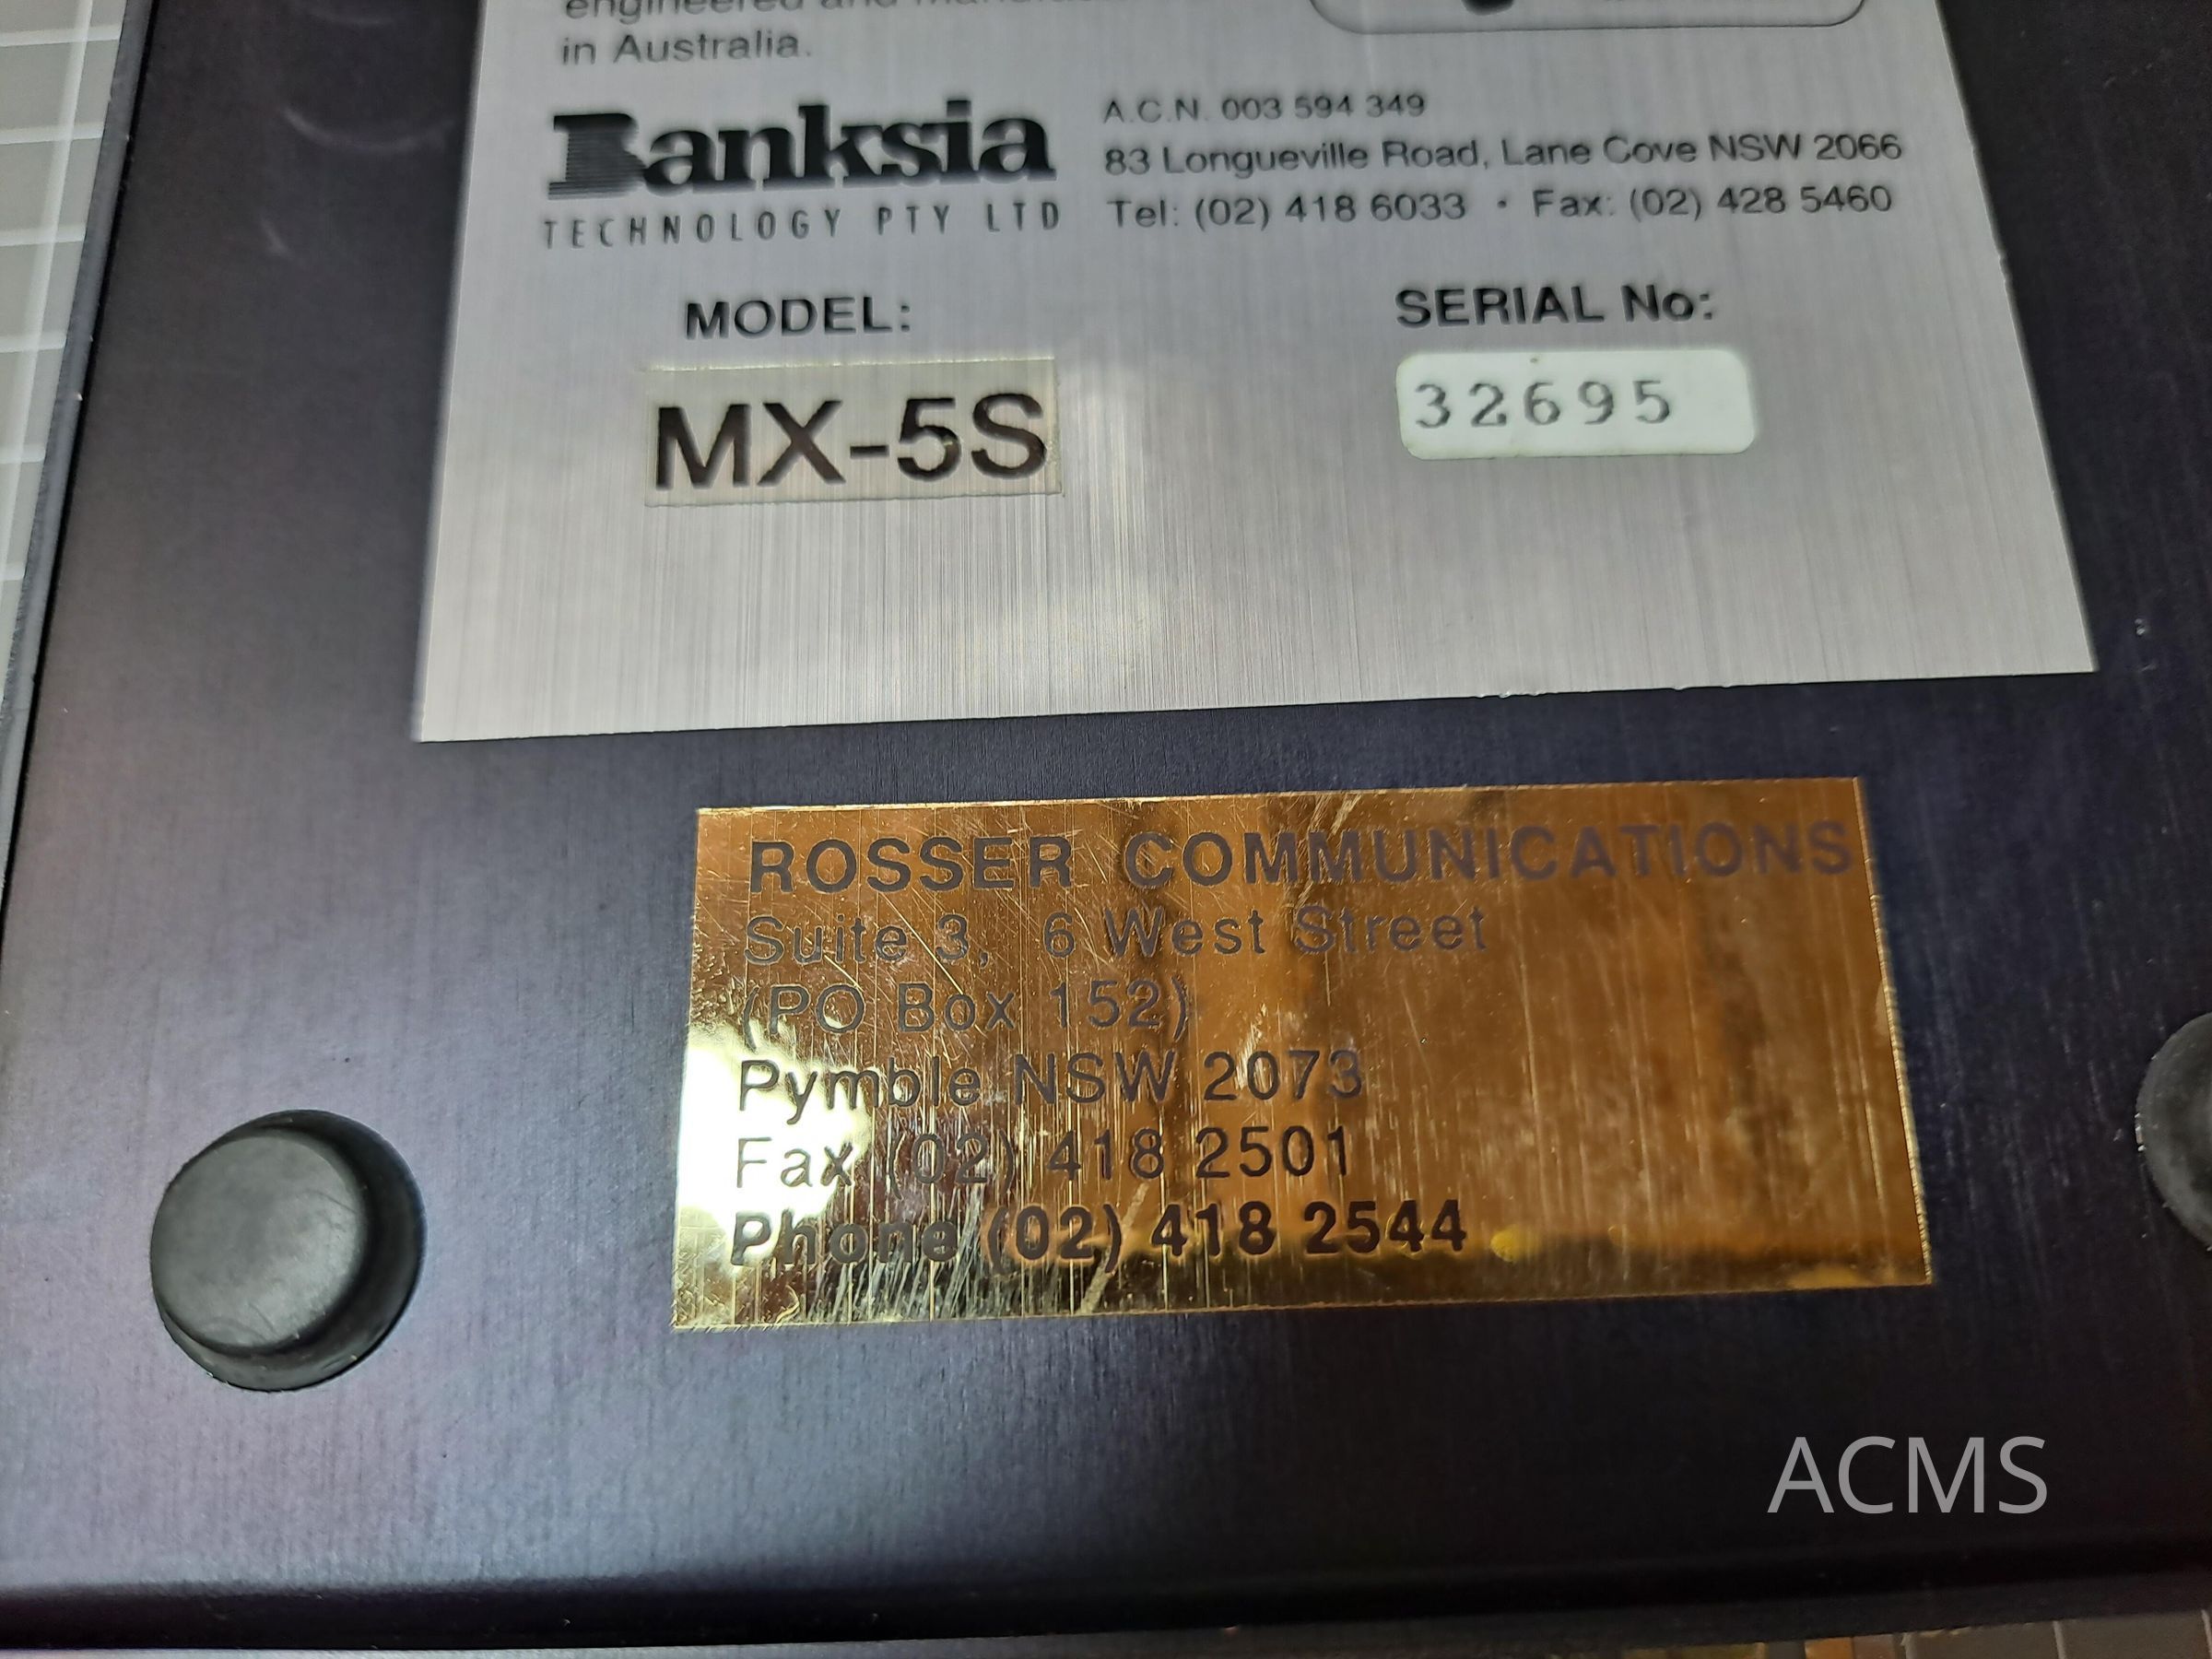 engineered and
in Australia.
Banksia
TECHNOLOGY PTY LTD
A.C.N. 003 594 349
83 Longueville Road, Lane Cove NSW 2066
Tel: (02) 418 6033 • Fax: (02) 428 5460
MODEL:
MX-5S
SERIAL No:
32695
ROSSER COMMUNICATIONS
Suite 3, 6 West Street
(PO Box 152)
Pymble NSW 2073
Fax (02) 418 2501
Phone (02) 418 2544
ACMS